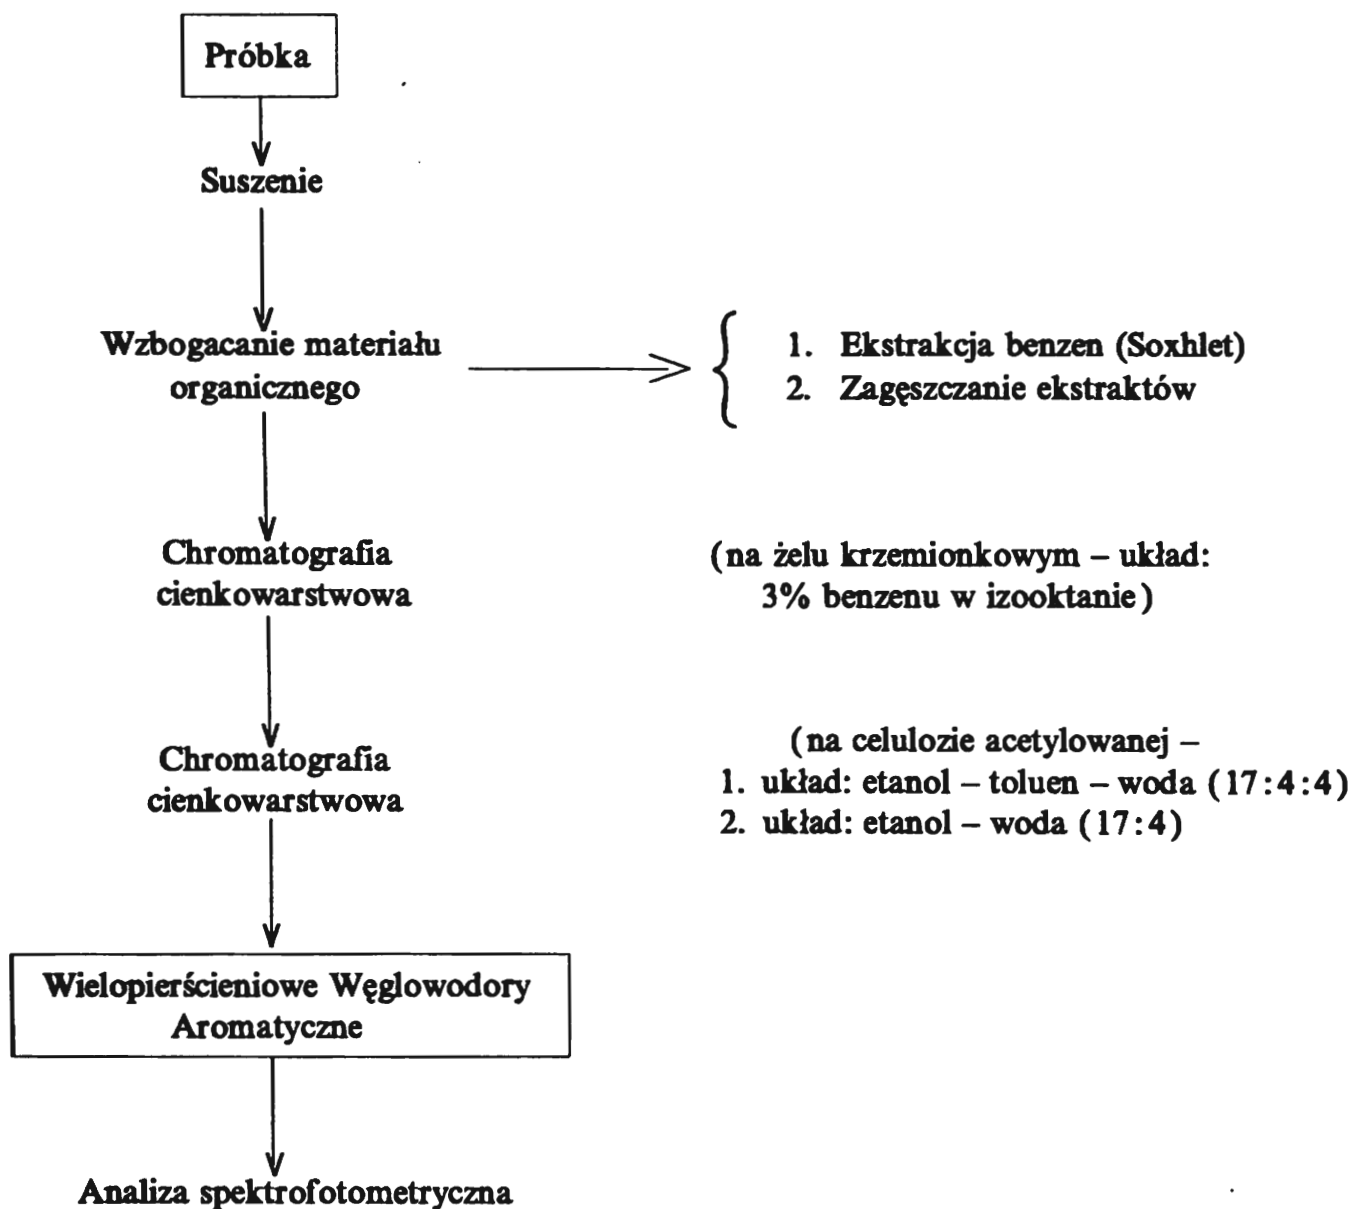 Próbka
Suszenie
Wzbogacanie materiału
organicznego
1. Ekstrakcja benzen (Soxhlet)
2. Zagęszczanie ekstraktów
Chromatografia
cienkowarstwowa
(na żelu krzemionkowym – układ:
3% benzenu w izooktanie)
Chromatografia
cienkowarstwowa
(na celulozie acetylowanej –
1. układ: etanol – toluen – woda (17:4:4)
2. układ: etanol – woda (17:4)
Wielopierścieniowe Węglowodory
Aromatyczne
Analiza spektrofotometryczna